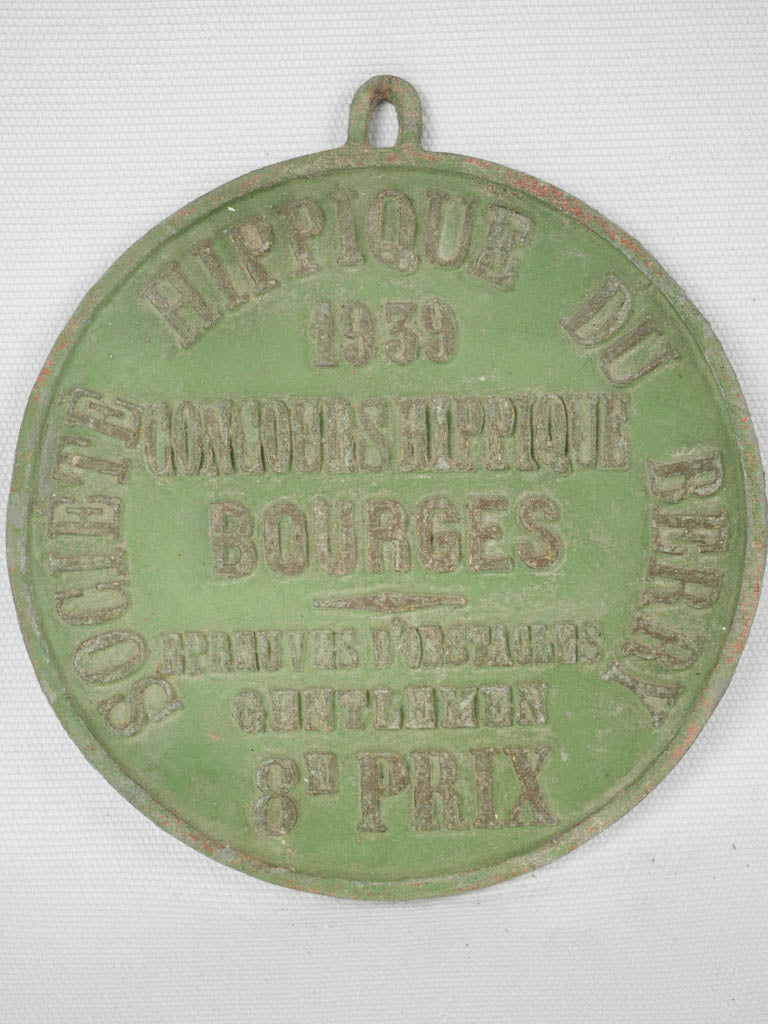 SOCIETE HIPPIQUE DU BERRY
1939
CONCOURS HIPPIQUE
BOURGES
EPREUVES D'OBSTACLES
GENTLEMEN
8E PRIX